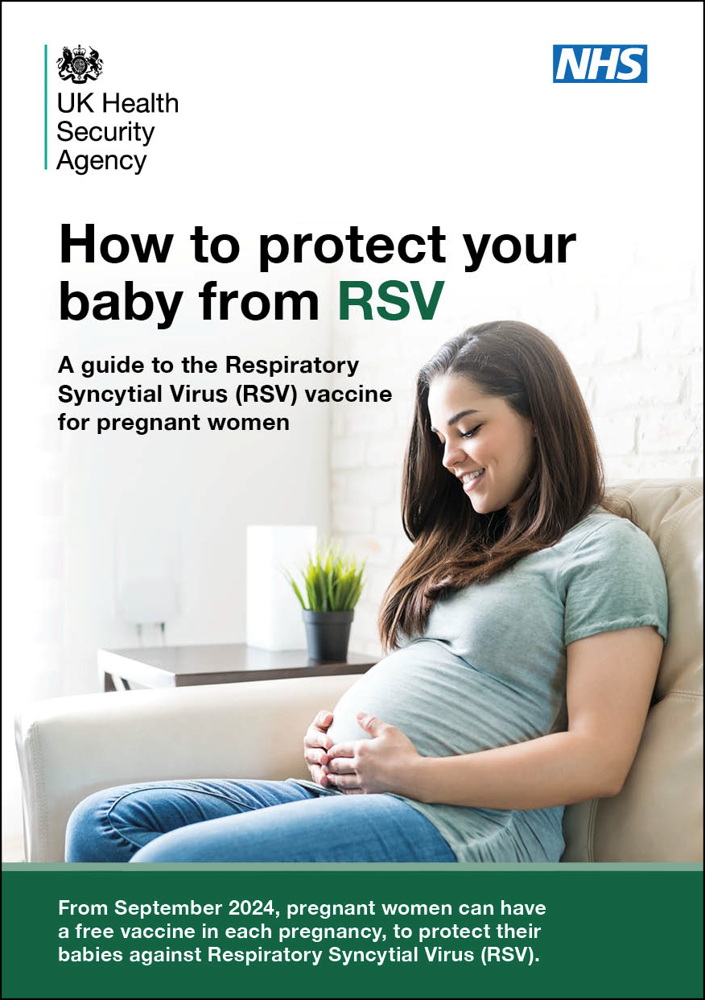 UK Health
Security
Agency
NHS
How to protect your
baby from RSV
A guide to the Respiratory
Syncytial Virus (RSV) vaccine
for pregnant women
From September 2024, pregnant women can have
a free vaccine in each pregnancy, to protect their
babies against Respiratory Syncytial Virus (RSV).